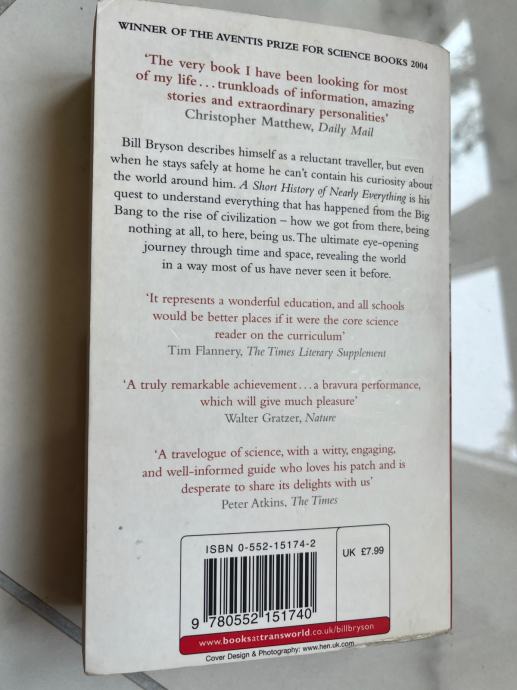 WINNER OF THE AVENTIS PRIZE FOR SCIENCE BOOKS 2004
‘The very book I have been looking for most
of my life...trunkloads of information, amazing
stories and extraordinary personalities’
Christopher Matthew, Daily Mail
Bill Bryson describes himself as a reluctant traveller, but even
when he stays safely at home he can’t contain his curiosity about
the world around him. A Short History of Nearly Everything is his
quest to understand everything that has happened from the Big
Bang to the rise of civilization – how we got from there, being
nothing at all, to here, being us. The ultimate eye-opening
journey through time and space, revealing the world
in a way most of us have never seen it before.
‘It represents a wonderful education, and all schools
would be better places if it were the core science
reader on the curriculum’
Tim Flannery, The Times Literary Supplement
‘A truly remarkable achievement...a bravura performance,
which will give much pleasure’
Walter Gratzer, Nature
‘A travelogue of science, with a witty, engaging,
and well-informed guide who loves his patch and is
desperate to share its delights with us’
Peter Atkins, The Times
ISBN 0-552-15174-2
UK £7.99
9 780552 151740
www.booksattransworld.co.uk/billbryson
Cover Design & Photography: www.hen.uk.com